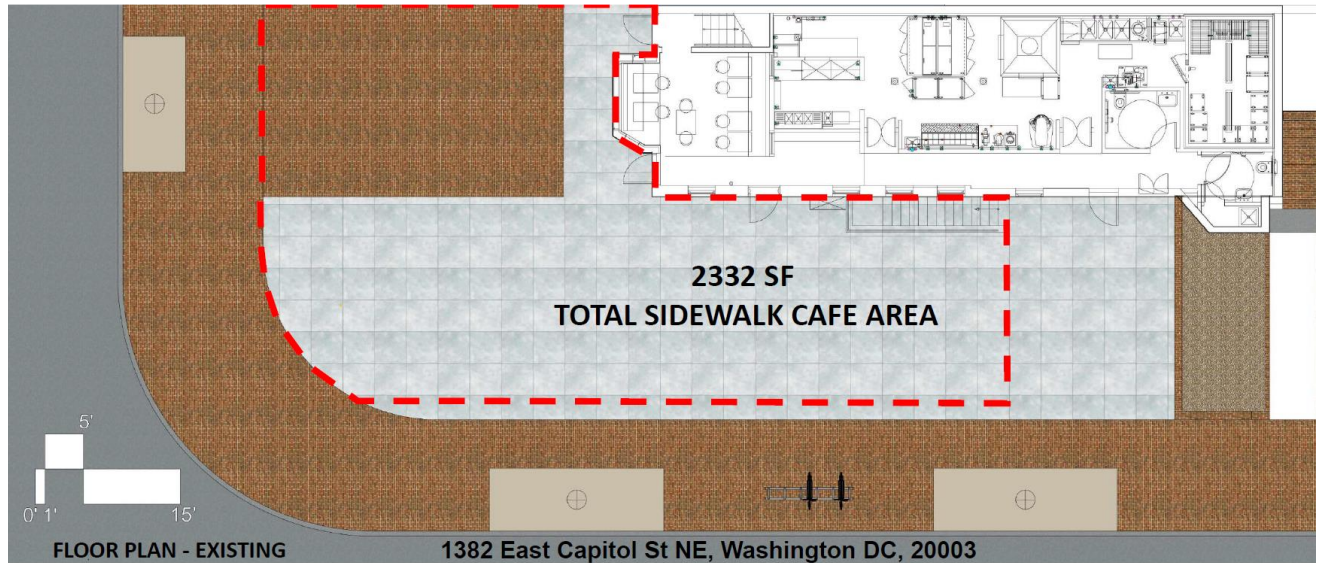 2332 SF
TOTAL SIDEWALK CAFE AREA
5'
0' 1' 15'
FLOOR PLAN - EXISTING
1382 East Capitol St NE, Washington DC, 20003